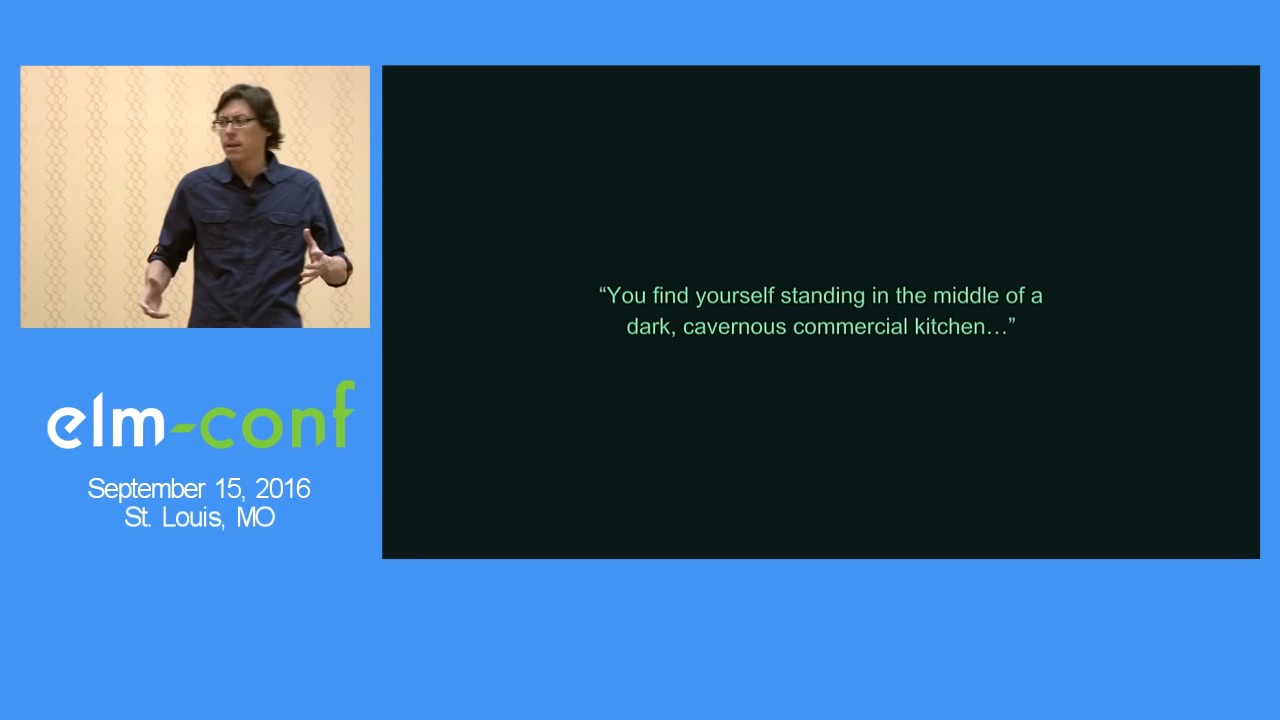 “You find yourself standing in the middle of a
dark, cavernous commercial kitchen…”
elm-conf
September 15, 2016
St. Louis, MO